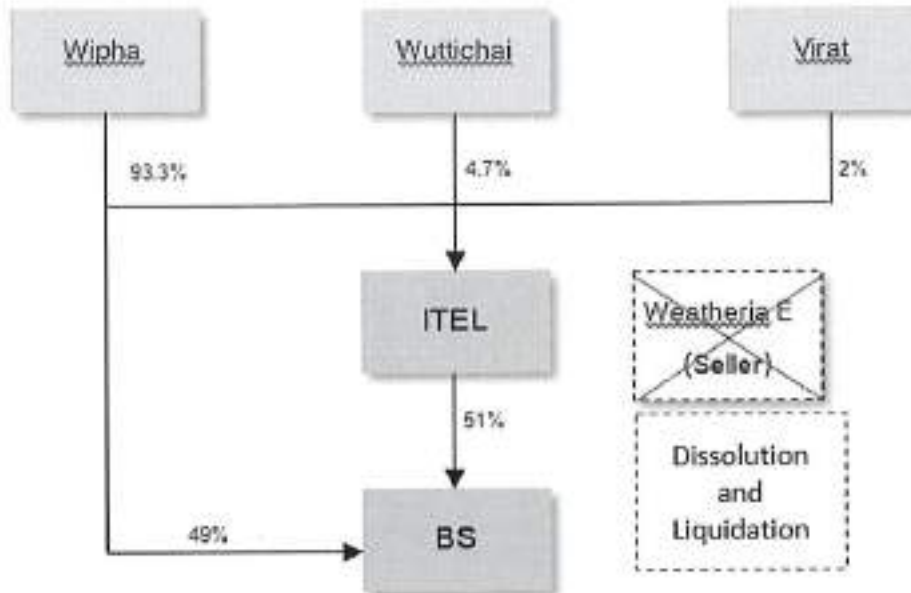 Wipha
Wuttichai
Virat
93.3%
4.7%
2%
ITEL
Weatheria E
(Seller)
51%
Dissolution
and
Liquidation
49%
BS